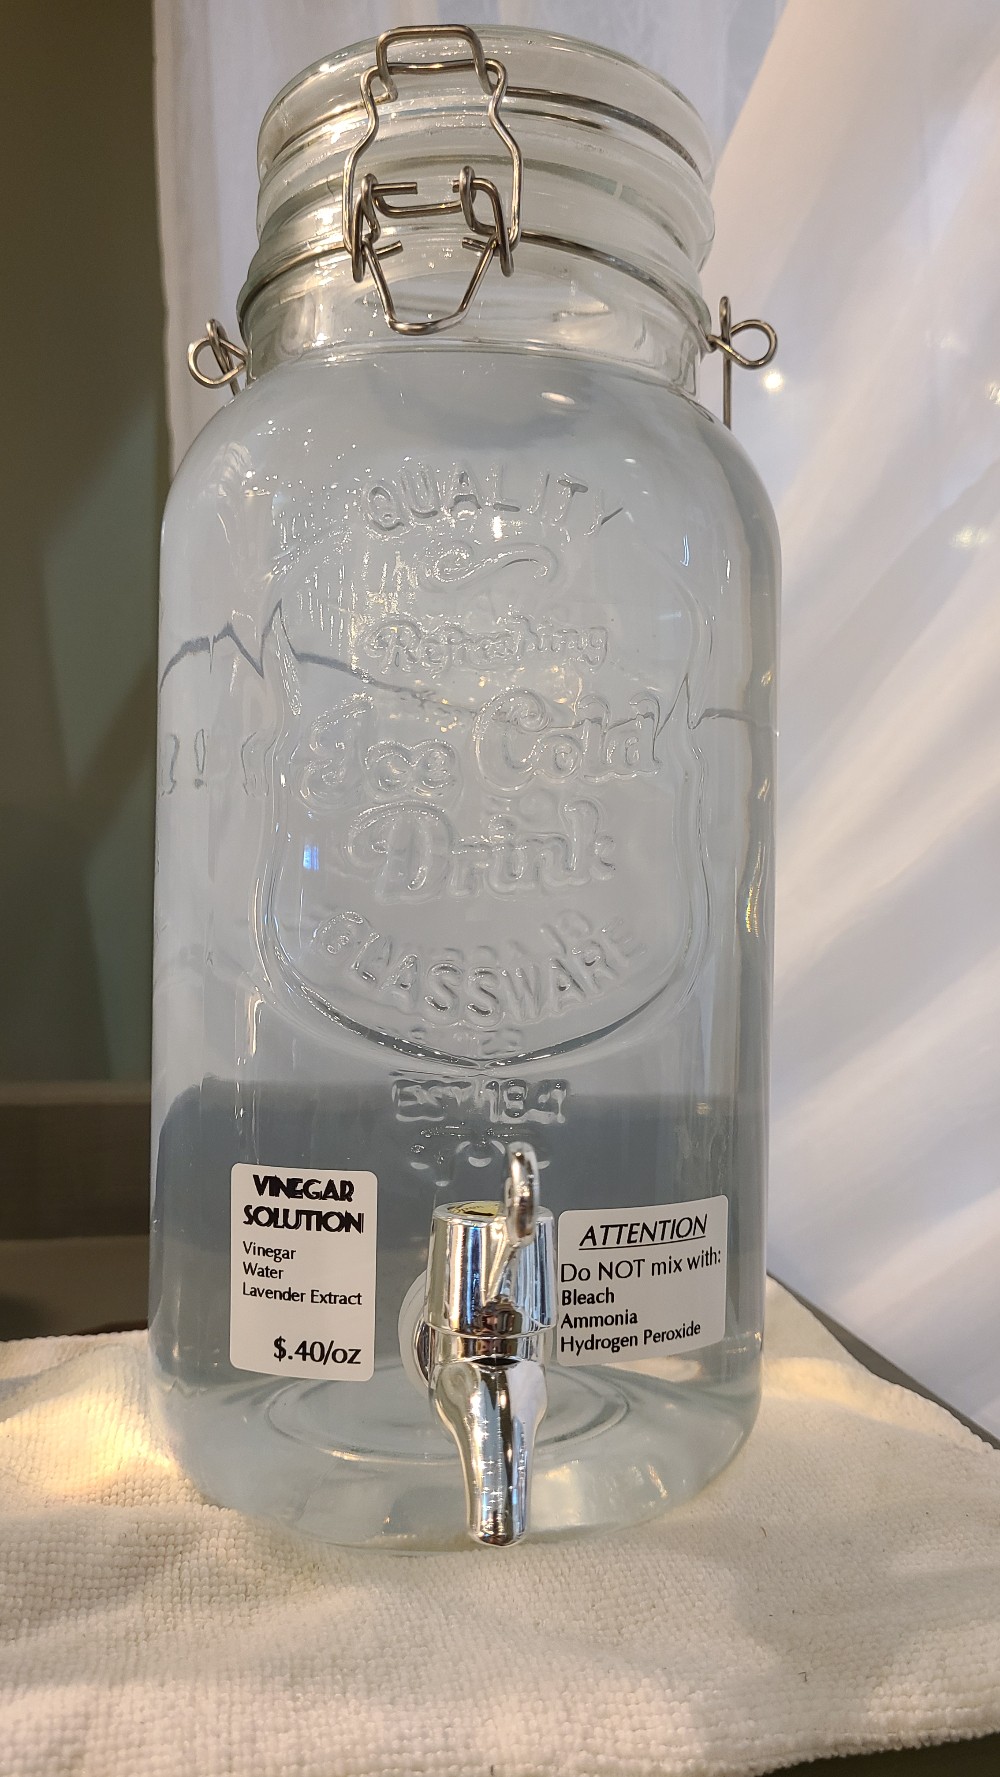 QUALITY
Refreshing
Ice Cold
Drink
GLASSWARE
VINEGAR
SOLUTION
Vinegar
Water
Lavender Extract
$.40/oz
ATTENTION
Do NOT mix with:
Bleach
Ammonia
Hydrogen Peroxide